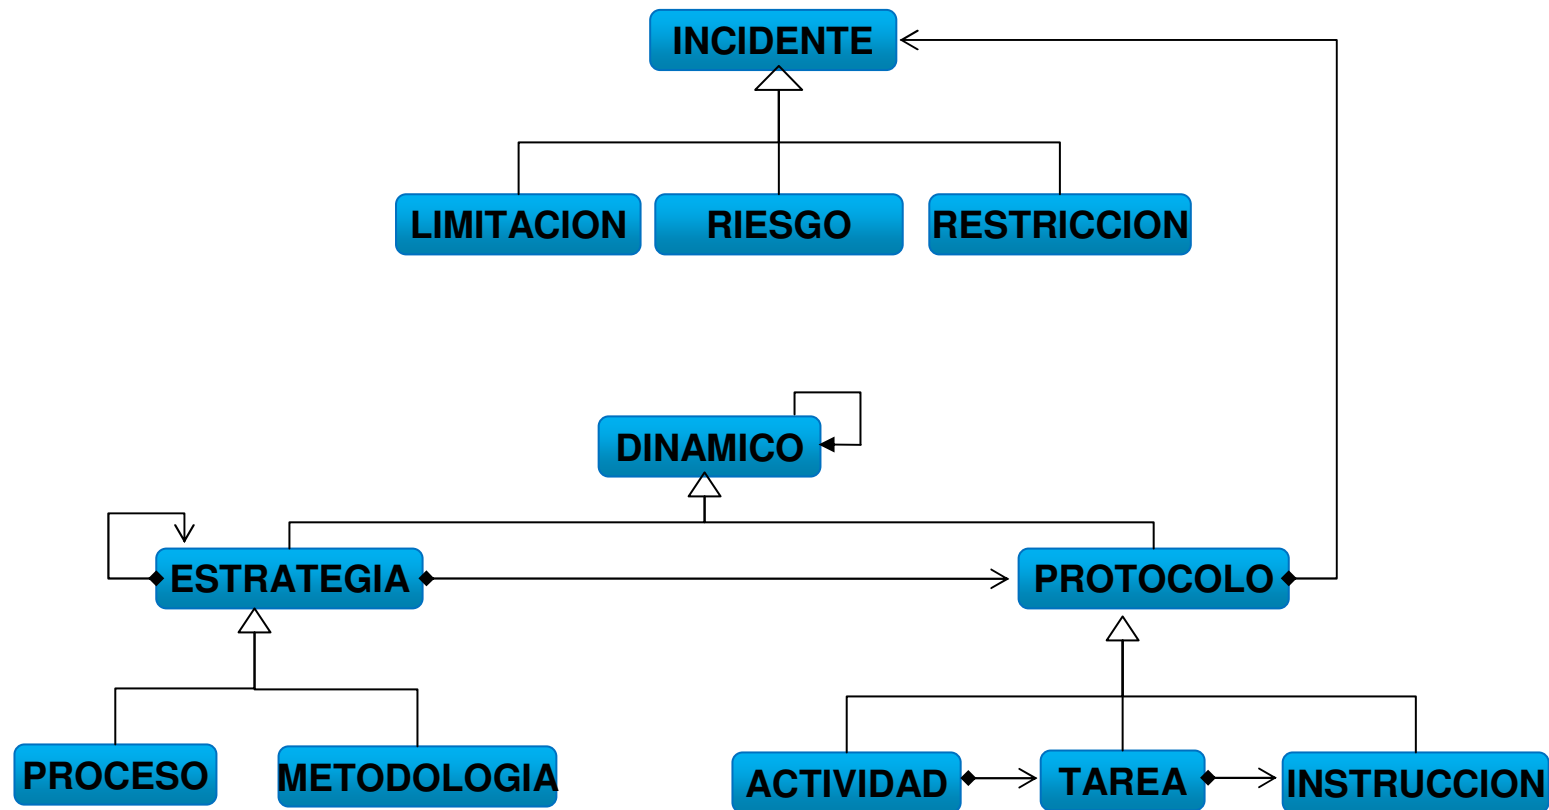 INCIDENTE
LIMITACION
RIESGO
RESTRICCION
DINAMICO
ESTRATEGIA
PROTOCOLO
PROCESO
METODOLOGIA
ACTIVIDAD
TAREA
INSTRUCCION